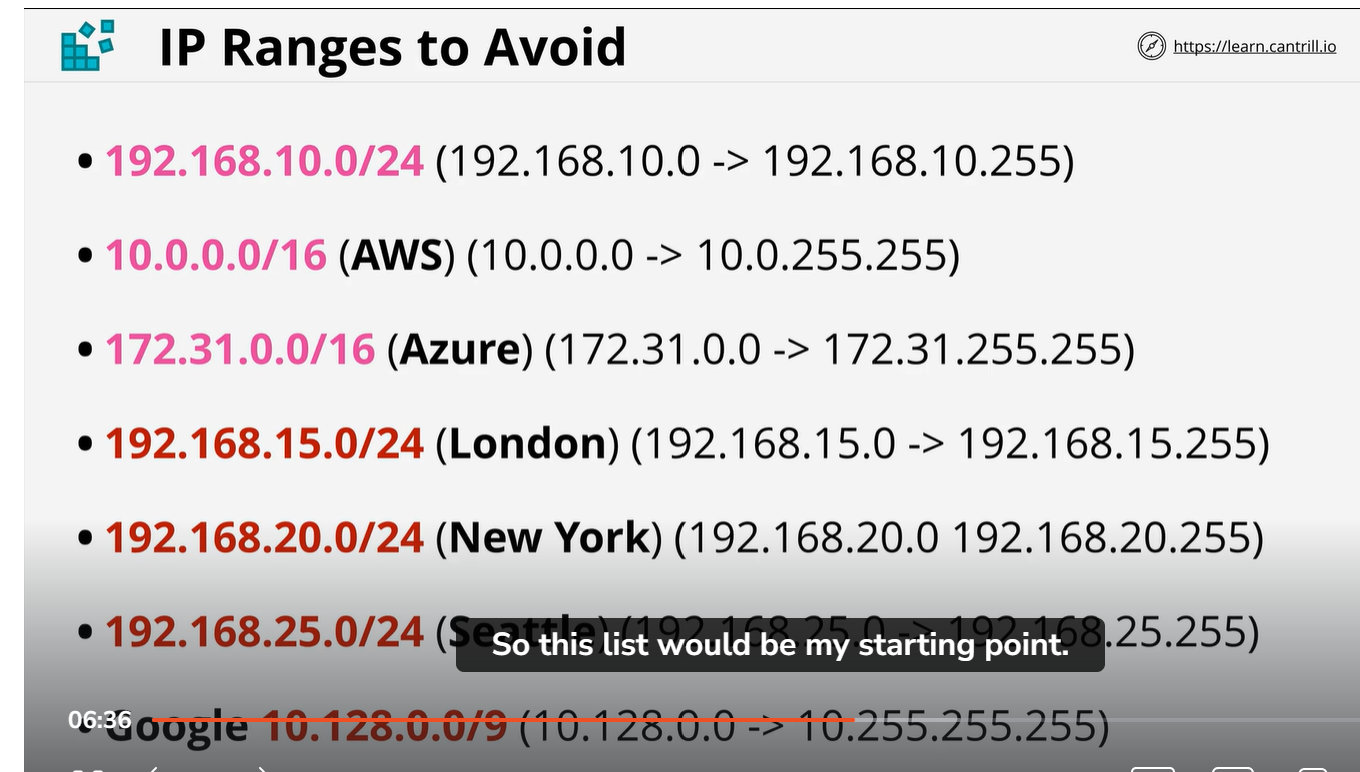 IP Ranges to Avoid
https://learn.cantrill.io
• 192.168.10.0/24 (192.168.10.0 -> 192.168.10.255)
• 10.0.0.0/16 (AWS) (10.0.0.0 -> 10.0.255.255)
• 172.31.0.0/16 (Azure) (172.31.0.0 -> 172.31.255.255)
• 192.168.15.0/24 (London) (192.168.15.0 -> 192.168.15.255)
• 192.168.20.0/24 (New York) (192.168.20.0 192.168.20.255)
• 192.168.25.0/24 (Seattle) (192.168.25.0 -> 192.168.25.255)
So this list would be my starting point.
06:36
• Google 10.128.0.0/9 (10.128.0.0 -> 10.255.255.255)